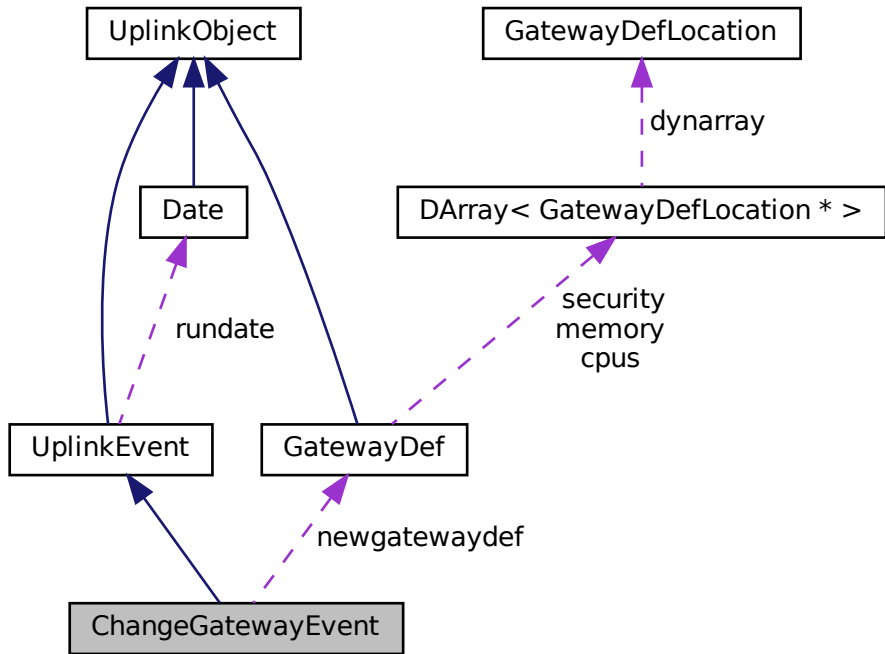 UplinkObject
GatewayDefLocation
dynarray
Date
DArray< GatewayDefLocation * >
security
memory
cpus
rundate
UplinkEvent
GatewayDef
newgatewaydef
ChangeGatewayEvent